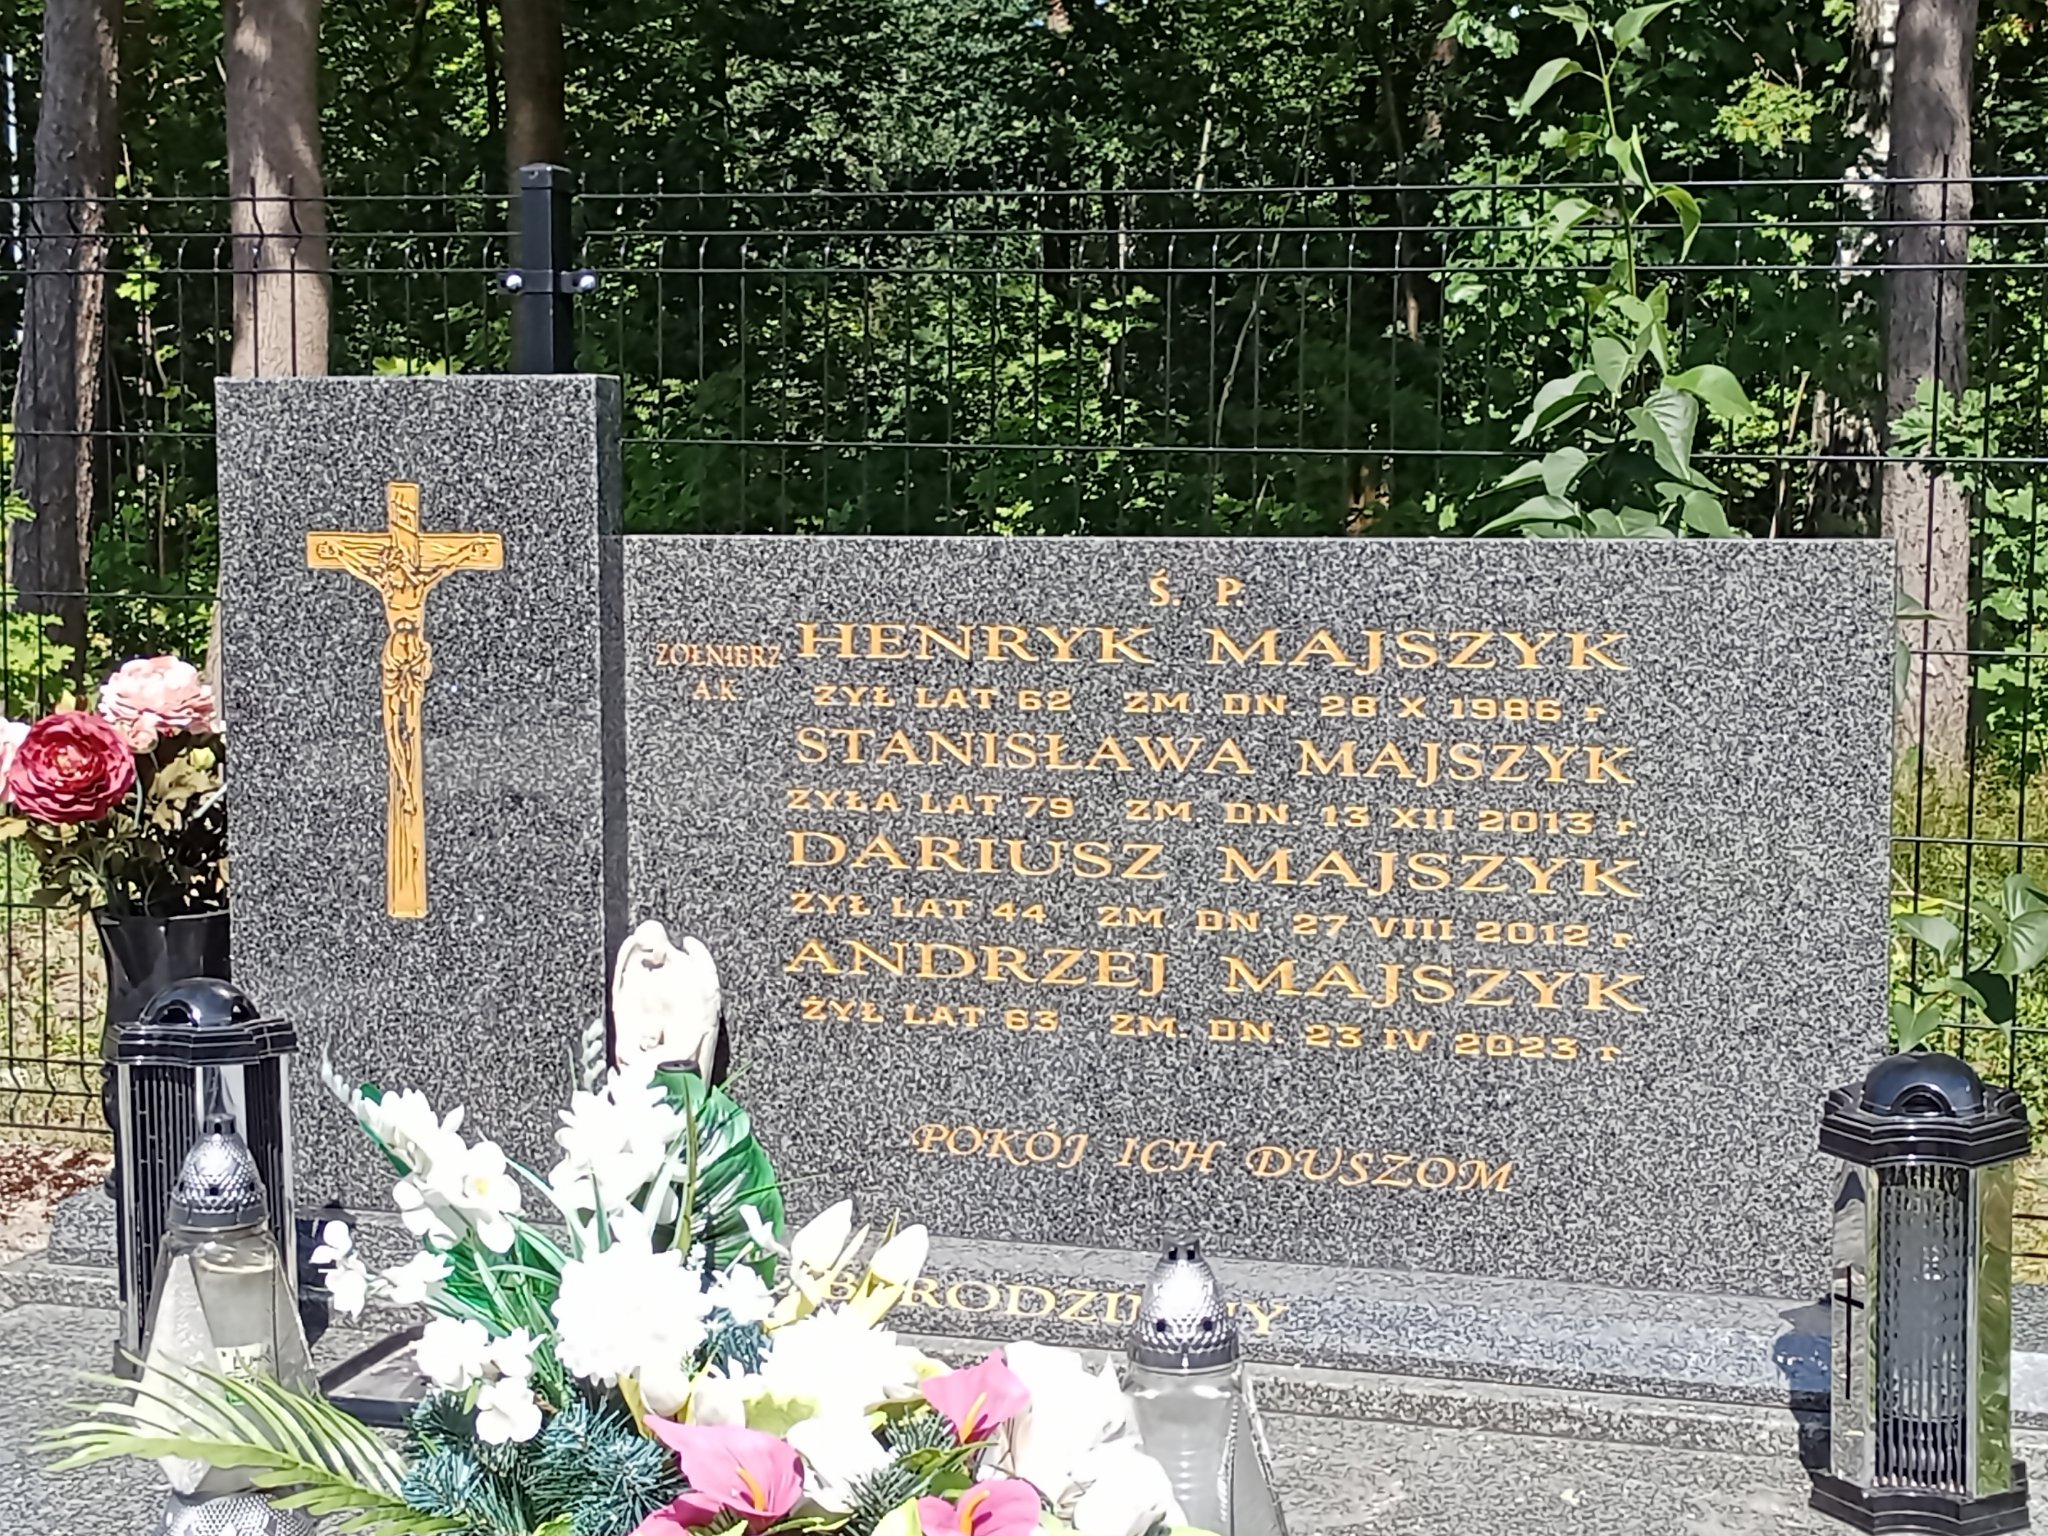 Ś. P.
ŻOŁNIERZ
A.K.
HENRYK MAJSZYK
ŻYŁ LAT 62 ZM. DN. 28 X 1986 r.
STANISŁAWA MAJSZYK
ŻYŁA LAT 79 ZM. DN. 13 XII 2013 r.
DARIUSZ MAJSZYK
ŻYŁ LAT 44 ZM. DN. 27 VIII 2012 r.
ANDRZEJ MAJSZYK
ŻYŁ LAT 63 ZM. DN. 23 IV 2023 r.
POKÓJ ICH DUSZOM